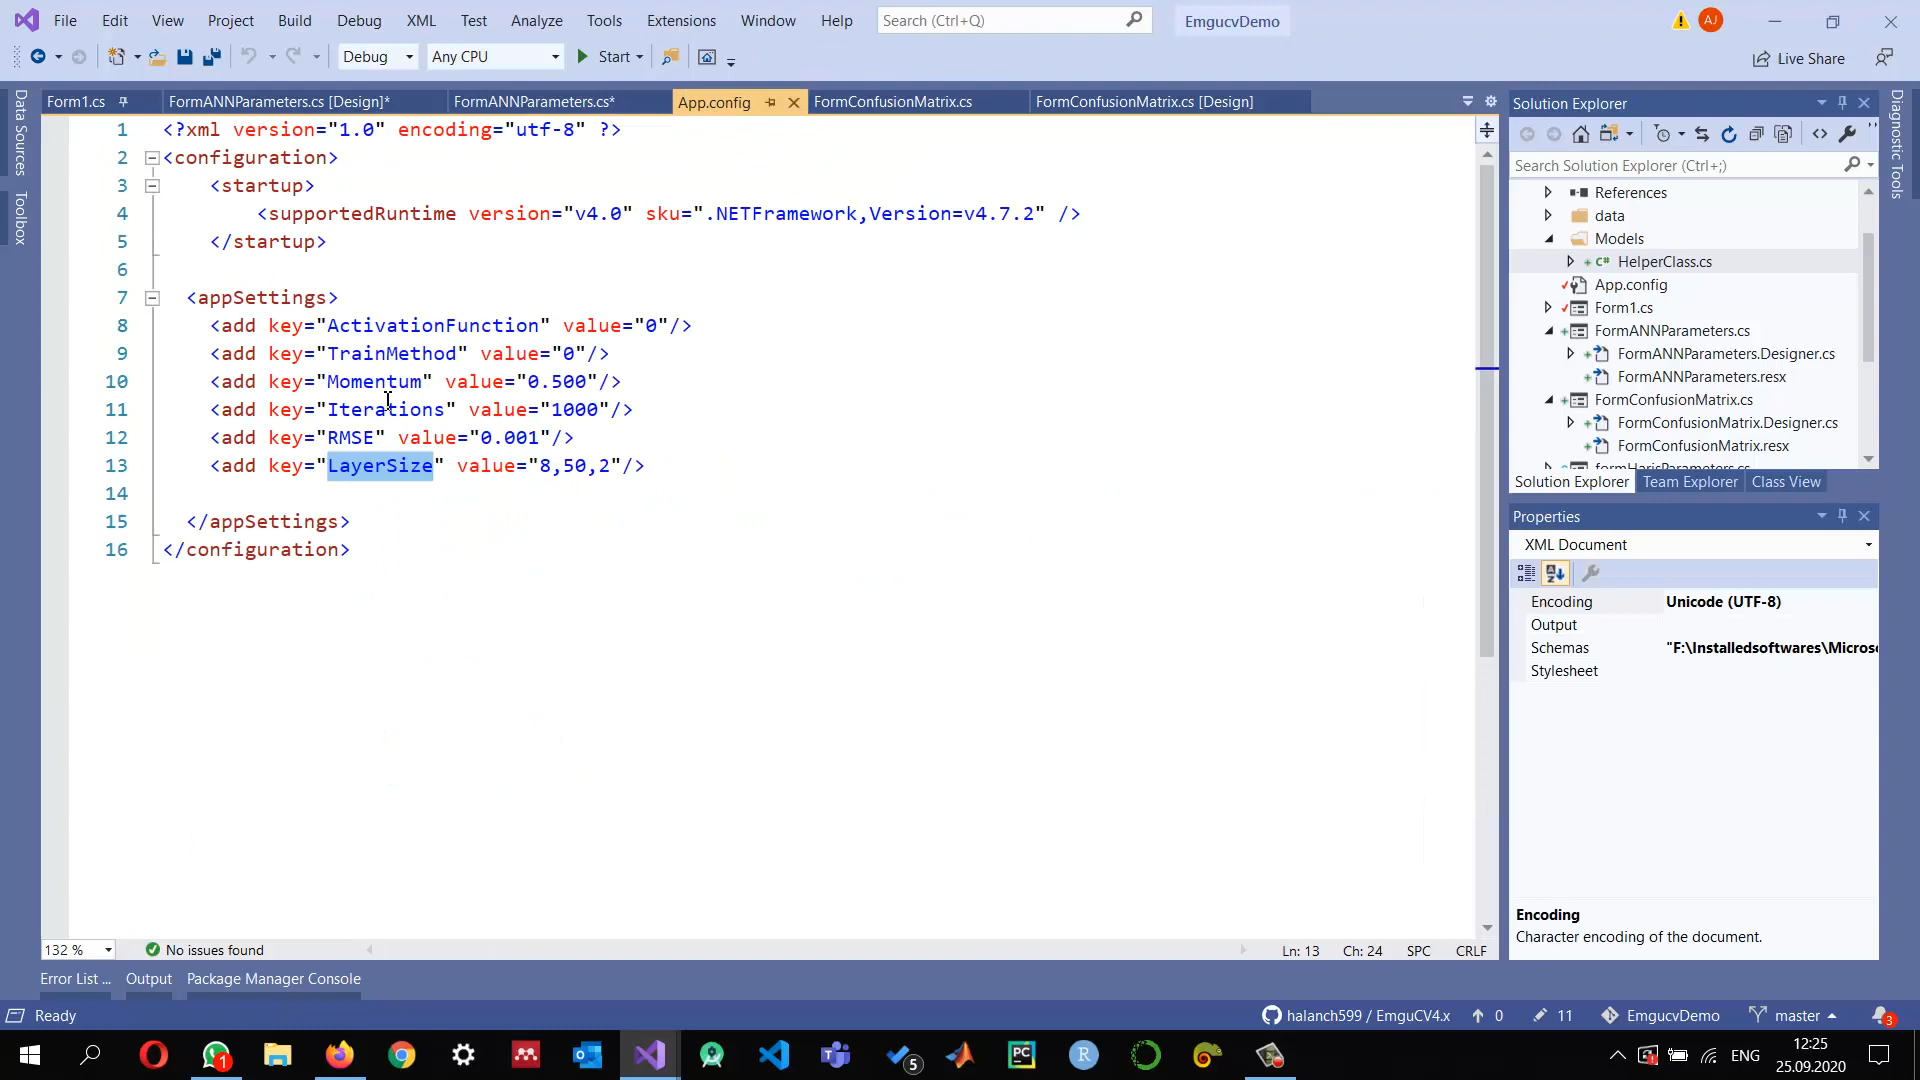 File Edit View Project Build Debug XML Test Analyze Tools Extensions Window Help Search (Ctrl+Q) EmgucvDemo AJ
Debug Any CPU Start Live Share
Data Sources
Toolbox
Form1.cs FormANNParameters.cs [Design]* FormANNParameters.cs* App.config FormConfusionMatrix.cs FormConfusionMatrix.cs [Design]
1 <?xml version="1.0" encoding="utf-8" ?>
2 <configuration>
3 <startup>
4 <supportedRuntime version="v4.0" sku=".NETFramework,Version=v4.7.2" />
5 </startup>
6
7 <appSettings>
8 <add key="ActivationFunction" value="0"/>
9 <add key="TrainMethod" value="0"/>
10 <add key="Momentum" value="0.500"/>
11 <add key="Iterations" value="1000"/>
12 <add key="RMSE" value="0.001"/>
13 <add key="LayerSize" value="8,50,2"/>
14
15 </appSettings>
16 </configuration>
132 % No issues found Ln: 13 Ch: 24 SPC CRLF
Solution Explorer
Search Solution Explorer (Ctrl+;)
References
data
Models
HelperClass.cs
App.config
Form1.cs
FormANNParameters.cs
FormANNParameters.Designer.cs
FormANNParameters.resx
FormConfusionMatrix.cs
FormConfusionMatrix.Designer.cs
FormConfusionMatrix.resx
formHarisParameters.cs
Solution Explorer Team Explorer Class View
Properties
XML Document
Encoding Unicode (UTF-8)
Output
Schemas "F:\Installedsoftwares\Microso
Stylesheet
Encoding
Character encoding of the document.
Diagnostic Tools
Error List ... Output Package Manager Console
Ready halanch599 / EmguCV4.x 0 11 EmgucvDemo master 3
1 5 PC R ENG 12:25
25.09.2020